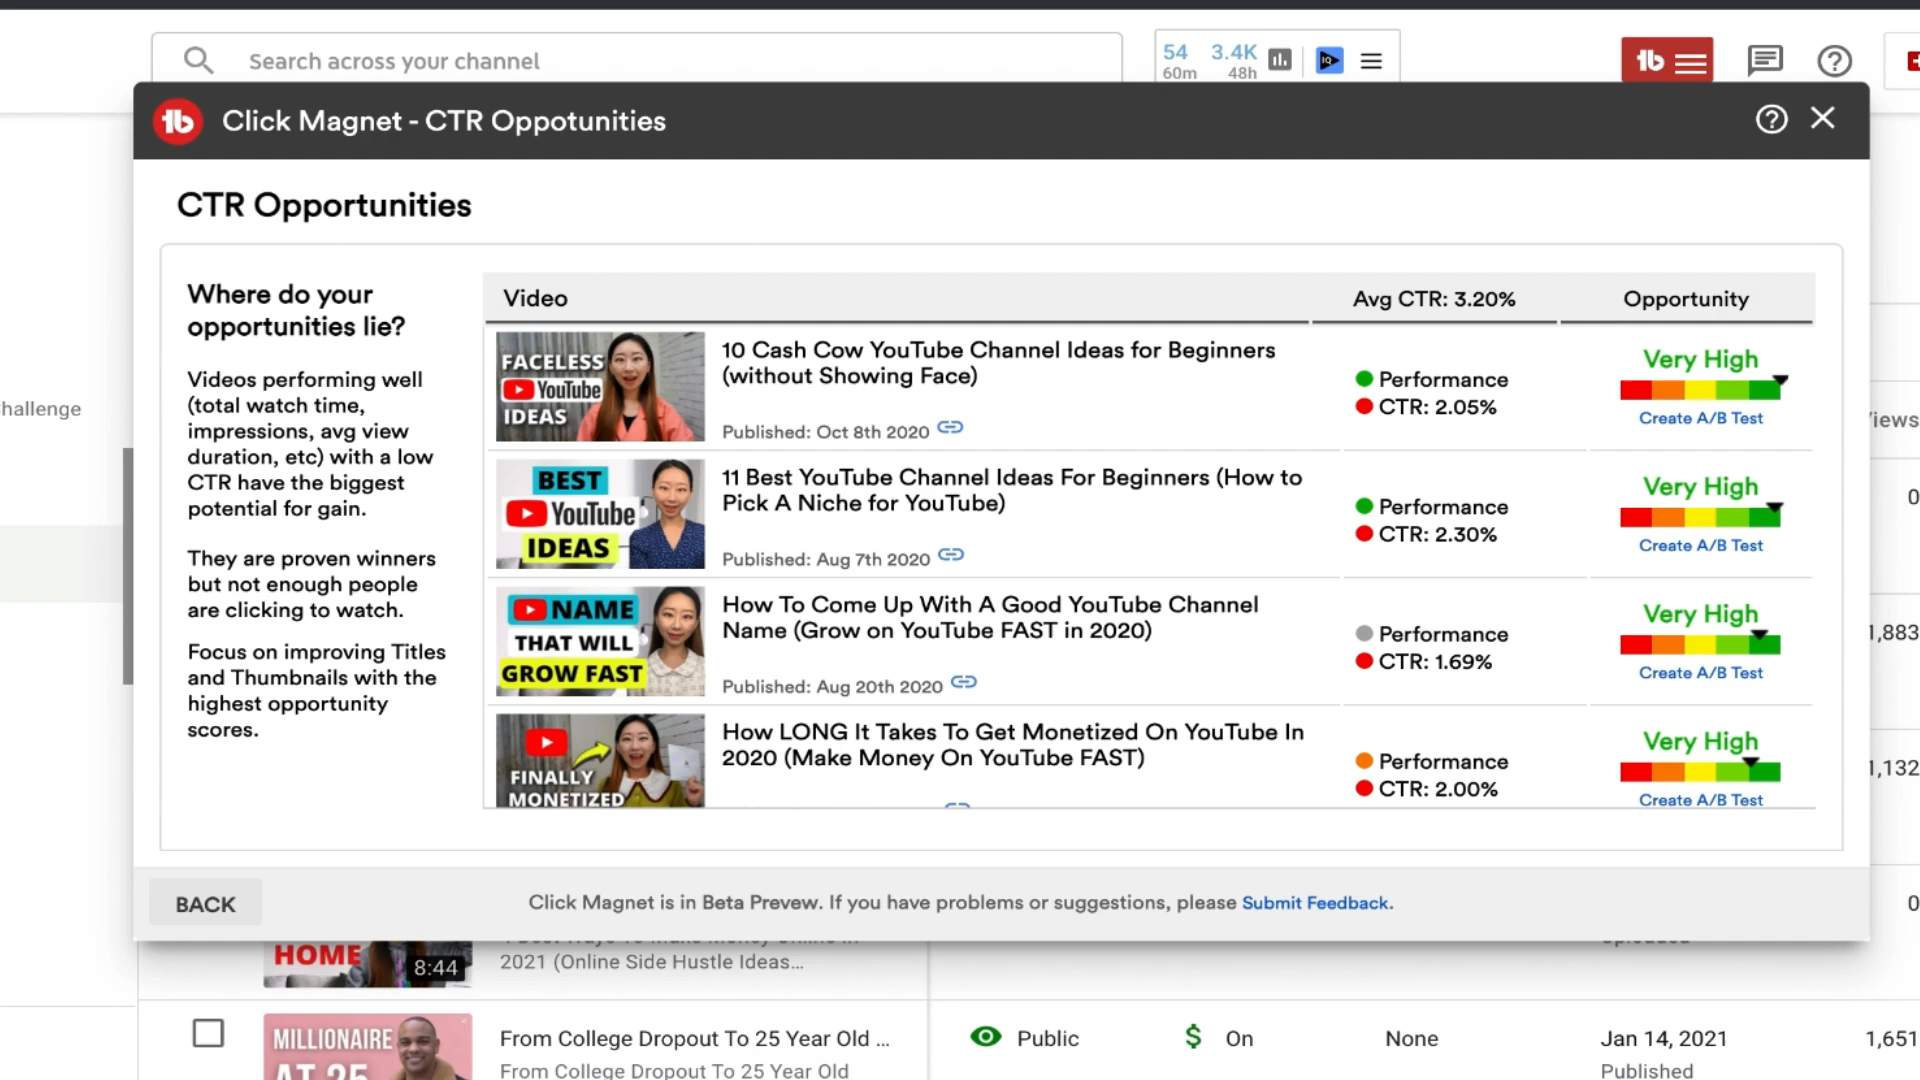 Search across your channel
54 3.4K
60m 48h
Click Magnet - CTR Oppotunities
CTR Opportunities
Where do your
opportunities lie?
Videos performing well
(total watch time,
impressions, avg view
duration, etc) with a low
CTR have the biggest
potential for gain.
They are proven winners
but not enough people
are clicking to watch.
Focus on improving Titles
and Thumbnails with the
highest opportunity
scores.
Video Avg CTR: 3.20% Opportunity
FACELESS
YouTube
IDEAS
10 Cash Cow YouTube Channel Ideas for Beginners
(without Showing Face)
Published: Oct 8th 2020
Performance
CTR: 2.05%
Very High
Create A/B Test
BEST
YouTube
IDEAS
11 Best YouTube Channel Ideas For Beginners (How to
Pick A Niche for YouTube)
Published: Aug 7th 2020
Performance
CTR: 2.30%
Very High
Create A/B Test
NAME
THAT WILL
GROW FAST
How To Come Up With A Good YouTube Channel
Name (Grow on YouTube FAST in 2020)
Published: Aug 20th 2020
Performance
CTR: 1.69%
Very High
Create A/B Test
FINALLY
MONETIZED
How LONG It Takes To Get Monetized On YouTube In
2020 (Make Money On YouTube FAST)
Performance
CTR: 2.00%
Very High
Create A/B Test
BACK
Click Magnet is in Beta Prevew. If you have problems or suggestions, please Submit Feedback.
hallenge
iews
0
1,883
1,132
0
HOME
8:44
2021 (Online Side Hustle Ideas...
MILLIONAIRE
AT 25
From College Dropout To 25 Year Old ...
From College Dropout To 25 Year Old
Public
On
None
Jan 14, 2021
Published
1,651